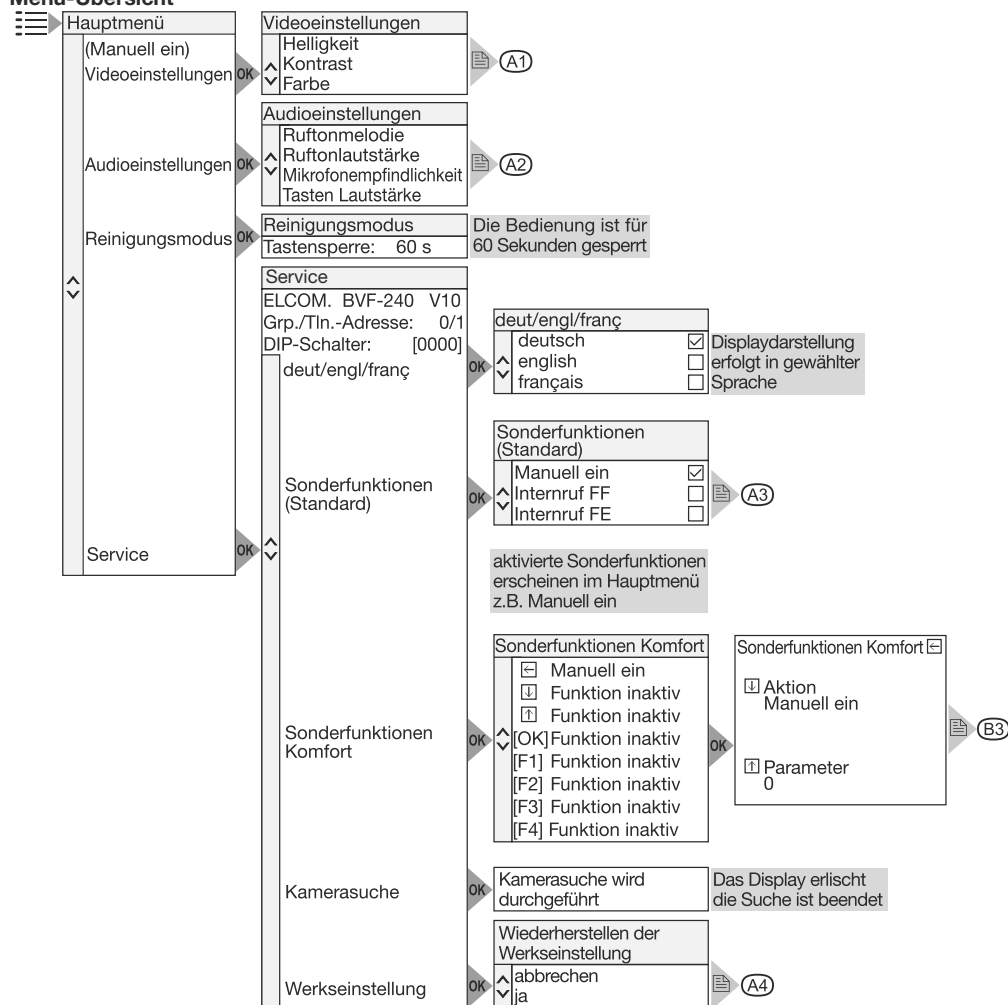 Menü-Übersicht
Hauptmenü
(Manuell ein)
Videoeinstellungen OK
Videoeinstellungen
Helligkeit
Kontrast
Farbe
A1
Audioeinstellungen OK
Audioeinstellungen
Ruftonmelodie
Ruftonlautstärke
Mikrofonempfindlichkeit
Tasten Lautstärke
A2
Reinigungsmodus OK
Reinigungsmodus
Tastensperre: 60 s
Die Bedienung ist für
60 Sekunden gesperrt
Service OK
Service
ELCOM. BVF-240 V10
Grp./Tln.-Adresse: 0/1
DIP-Schalter: [0000]
deut/engl/franç OK
deut/engl/franç
deutsch
english
français
Displaydarstellung
erfolgt in gewählter
Sprache
Sonderfunktionen
(Standard) OK
Sonderfunktionen
(Standard)
Manuell ein
Internruf FF
Internruf FE
A3
aktivierte Sonderfunktionen
erscheinen im Hauptmenü
z.B. Manuell ein
Sonderfunktionen
Komfort OK
Sonderfunktionen Komfort
← Manuell ein
↓ Funktion inaktiv
↑ Funktion inaktiv
[OK] Funktion inaktiv
[F1] Funktion inaktiv
[F2] Funktion inaktiv
[F3] Funktion inaktiv
[F4] Funktion inaktiv
OK
Sonderfunktionen Komfort ←
↓ Aktion
Manuell ein
↑ Parameter
0
B3
Kamerasuche OK
Kamerasuche wird
durchgeführt
Das Display erlischt
die Suche ist beendet
Werkseinstellung OK
Wiederherstellen der
Werkseinstellung
abbrechen
ja
A4